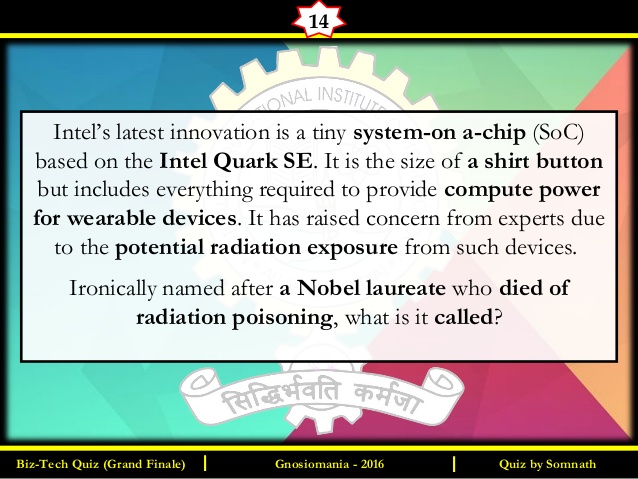 14
NATIONAL INSTITUTE
Intel’s latest innovation is a tiny system-on a-chip (SoC)
based on the Intel Quark SE. It is the size of a shirt button
but includes everything required to provide compute power
for wearable devices. It has raised concern from experts due
to the potential radiation exposure from such devices.
Ironically named after a Nobel laureate who died of
radiation poisoning, what is it called?
सिद्धिर्भवति कर्मजा
Biz-Tech Quiz (Grand Finale) | Gnosiomania - 2016 | Quiz by Somnath